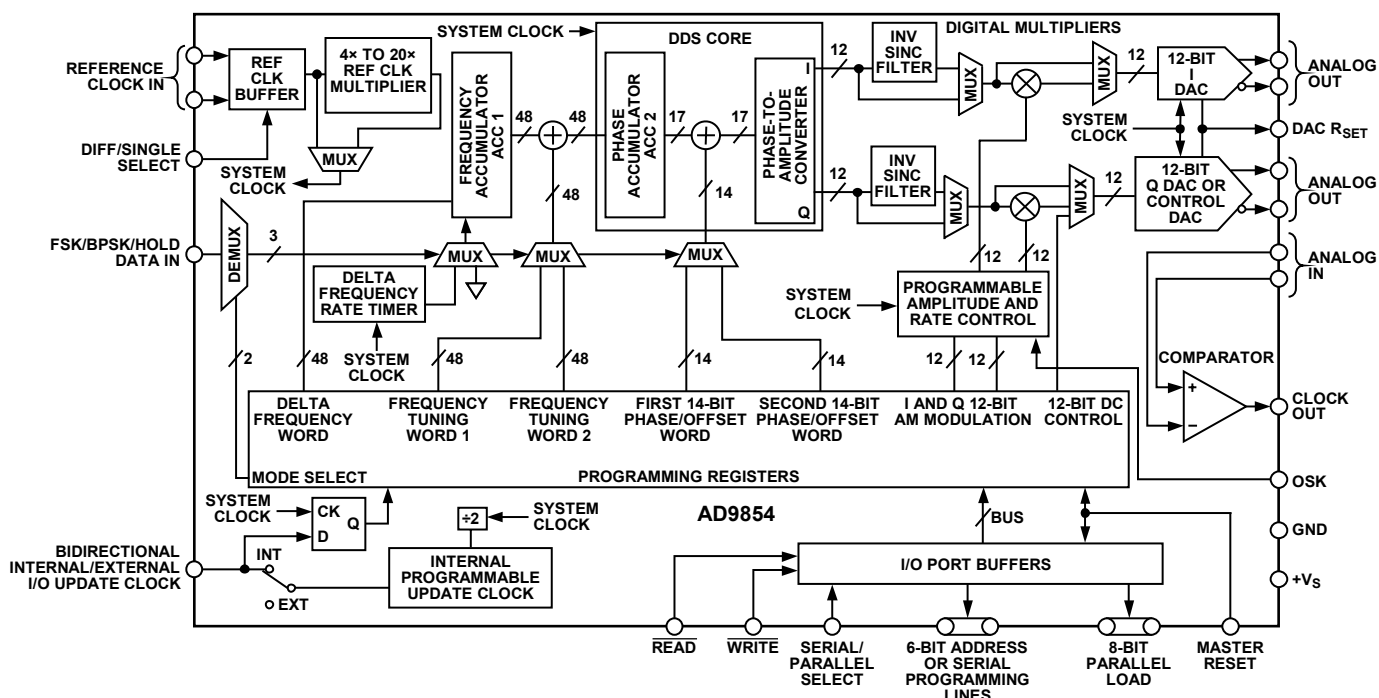 SYSTEM CLOCK
DIGITAL MULTIPLIERS
REFERENCE
CLOCK IN
REF
CLK
BUFFER
4× TO 20×
REF CLK
MULTIPLIER
MUX
SYSTEM
CLOCK
DIFF/SINGLE
SELECT
FREQUENCY
ACCUMULATOR
ACC 1
48
48
48
DDS CORE
PHASE
ACCUMULATOR
ACC 2
17
17
14
PHASE-TO-
AMPLITUDE
CONVERTER
I
Q
12
INV
SINC
FILTER
MUX
MUX
12
12-BIT
I
DAC
ANALOG
OUT
SYSTEM
CLOCK
DAC RSET
12
INV
SINC
FILTER
MUX
MUX
12
12-BIT
Q DAC OR
CONTROL
DAC
ANALOG
OUT
FSK/BPSK/HOLD
DATA IN
DEMUX
3
MUX
MUX
MUX
DELTA
FREQUENCY
RATE TIMER
SYSTEM
CLOCK
12
12
SYSTEM
CLOCK
PROGRAMMABLE
AMPLITUDE AND
RATE CONTROL
ANALOG
IN
COMPARATOR
+
−
CLOCK
OUT
2
48
48
48
14
14
12
12
DELTA
FREQUENCY
WORD
FREQUENCY
TUNING
WORD 1
FREQUENCY
TUNING
WORD 2
FIRST 14-BIT
PHASE/OFFSET
WORD
SECOND 14-BIT
PHASE/OFFSET
WORD
I AND Q 12-BIT
AM MODULATION
12-BIT DC
CONTROL
MODE SELECT
PROGRAMMING REGISTERS
OSK
SYSTEM
CLOCK
CK
Q
D
÷2
SYSTEM
CLOCK
AD9854
BUS
GND
BIDIRECTIONAL
INTERNAL/EXTERNAL
I/O UPDATE CLOCK
INT
EXT
INTERNAL
PROGRAMMABLE
UPDATE CLOCK
I/O PORT BUFFERS
+VS
READ
WRITE
SERIAL/
PARALLEL
SELECT
6-BIT ADDRESS
OR SERIAL
PROGRAMMING
LINES
8-BIT
PARALLEL
LOAD
MASTER
RESET